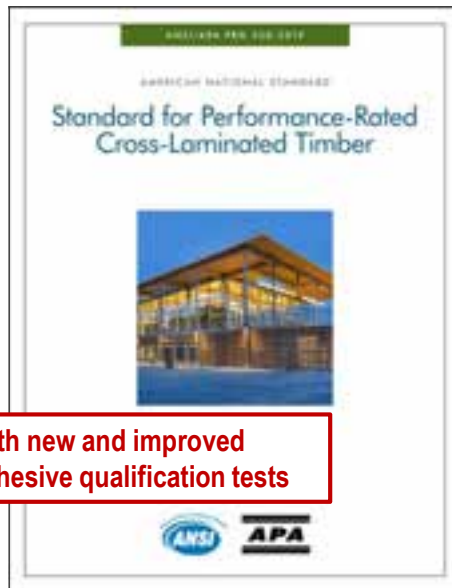 ANSI/APA PRG 320-2019
AMERICAN NATIONAL STANDARD
Standard for Performance-Rated
Cross-Laminated Timber
th new and improved
hesive qualification tests
ANSI APA